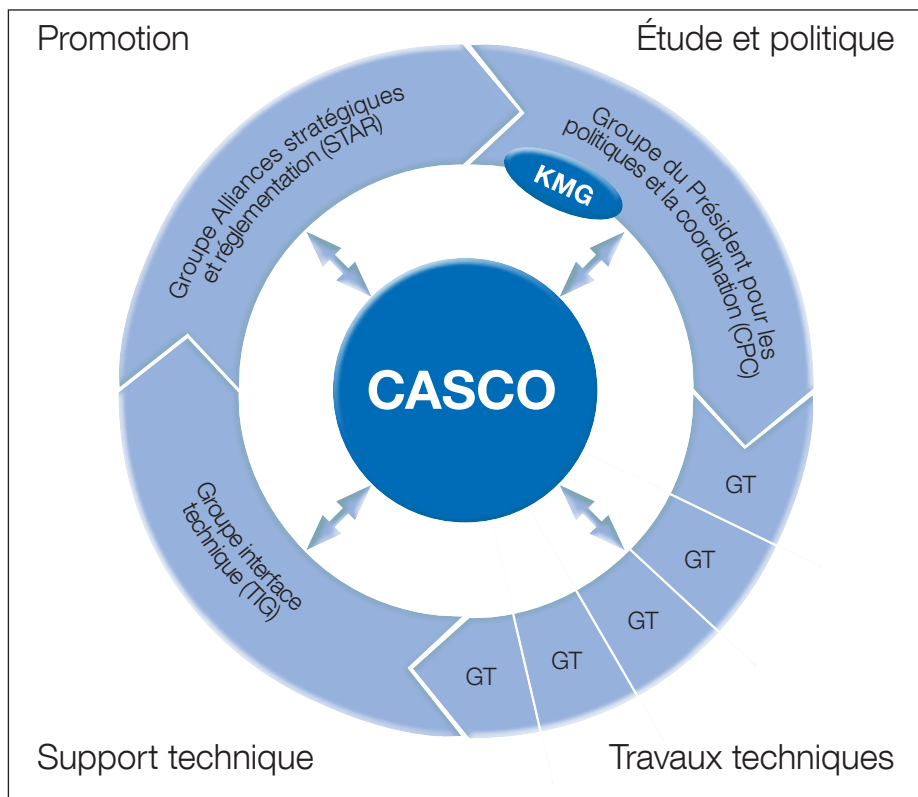 Promotion
Étude et politique
Groupe Alliances stratégiques
et réglementation (STAR)
Groupe du Président pour les
politiques et la coordination (CPC)
KMG
CASCO
Groupe interface
technique (TIG)
GT
GT
GT
GT
GT
Support technique
Travaux techniques